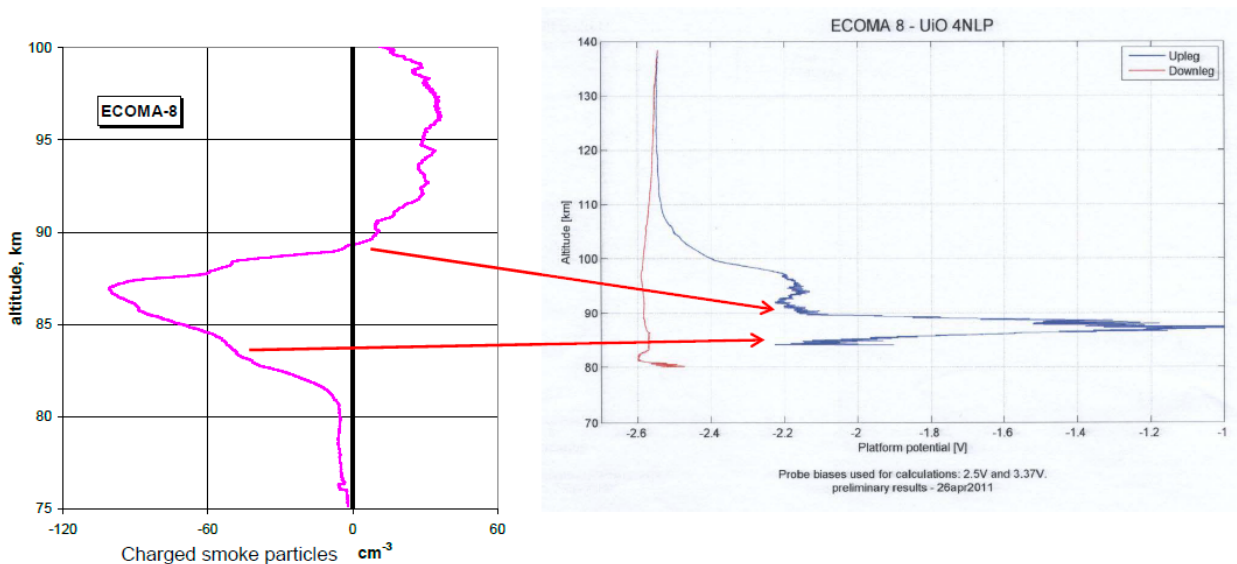 ECOMA-8
100
95
90
85
80
75
altitude, km
-120
-60
0
60
Charged smoke particles cm-3
ECOMA 8 - UiO 4NLP
Upleg
Downleg
140
130
120
110
100
90
80
70
Altitude [km]
-2.6
-2.4
-2.2
-2
-1.8
-1.6
-1.4
-1.2
-1
Platform potential [V]
Probe biases used for calculations: 2.5V and 3.37V.
preliminary results - 26apr2011